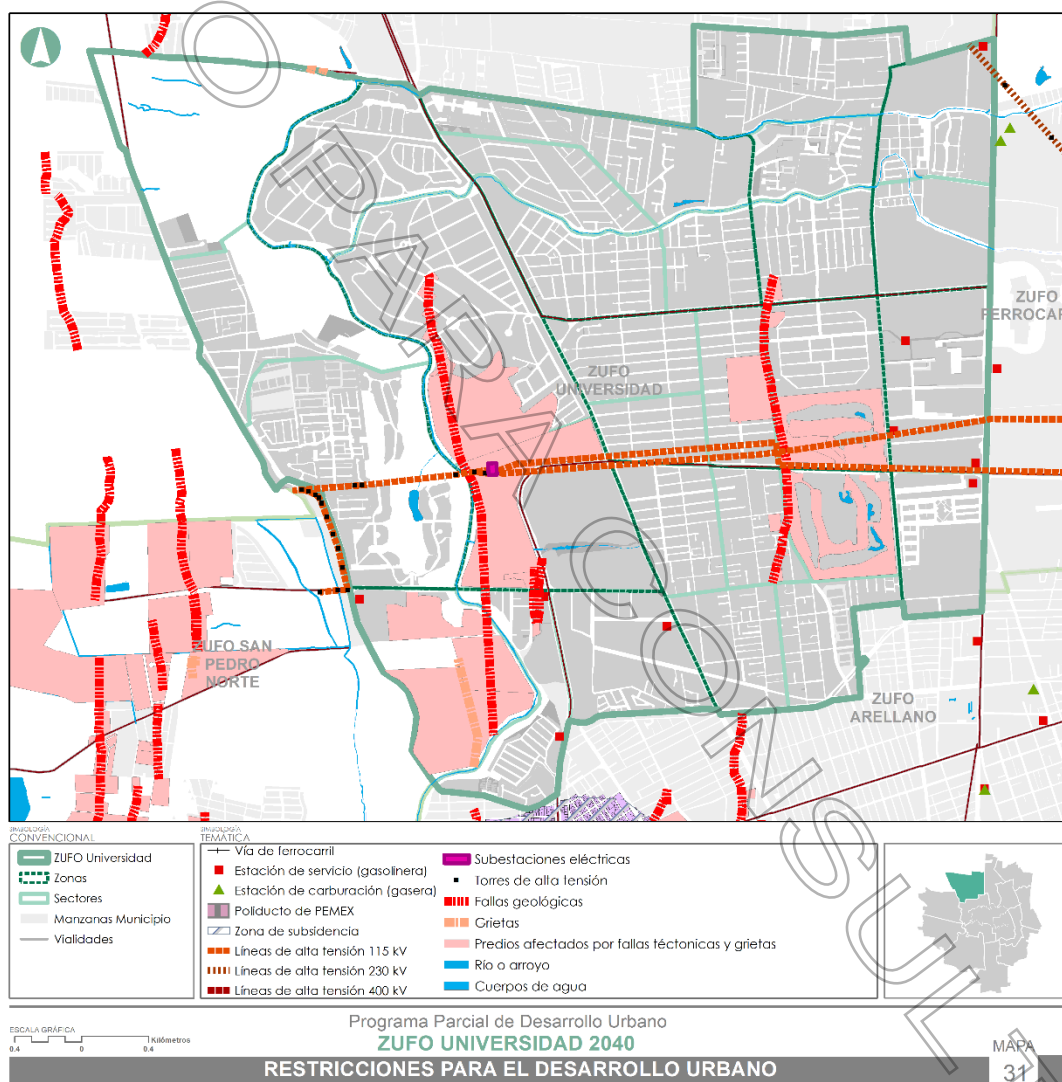 O PARA CONSUL
ZUFO
FERROCAR
ZUFO
UNIVERSIDAD
ZUFO SAN
PEDRO
NORTE
ZUFO
ARELLANO
SIMBOLOGÍA
CONVENCIONAL
ZUFO Universidad
Zonas
Sectores
Manzanas Municipio
Vialidades
SIMBOLOGÍA
TEMÁTICA
Vía de ferrocarril
Estación de servicio (gasolinera)
Estación de carburación (gasera)
Poliducto de PEMEX
Zona de subsidencia
Líneas de alta tensión 115 kV
Líneas de alta tensión 230 kV
Líneas de alta tensión 400 kV
Subestaciones eléctricas
Torres de alta tensión
Fallas geológicas
Grietas
Predios afectados por fallas téctonicas y grietas
Río o arroyo
Cuerpos de agua
ESCALA GRÁFICA
0.4 0 0.4 Kilómetros
Programa Parcial de Desarrollo Urbano
ZUFO UNIVERSIDAD 2040
RESTRICCIONES PARA EL DESARROLLO URBANO
MAPA
31